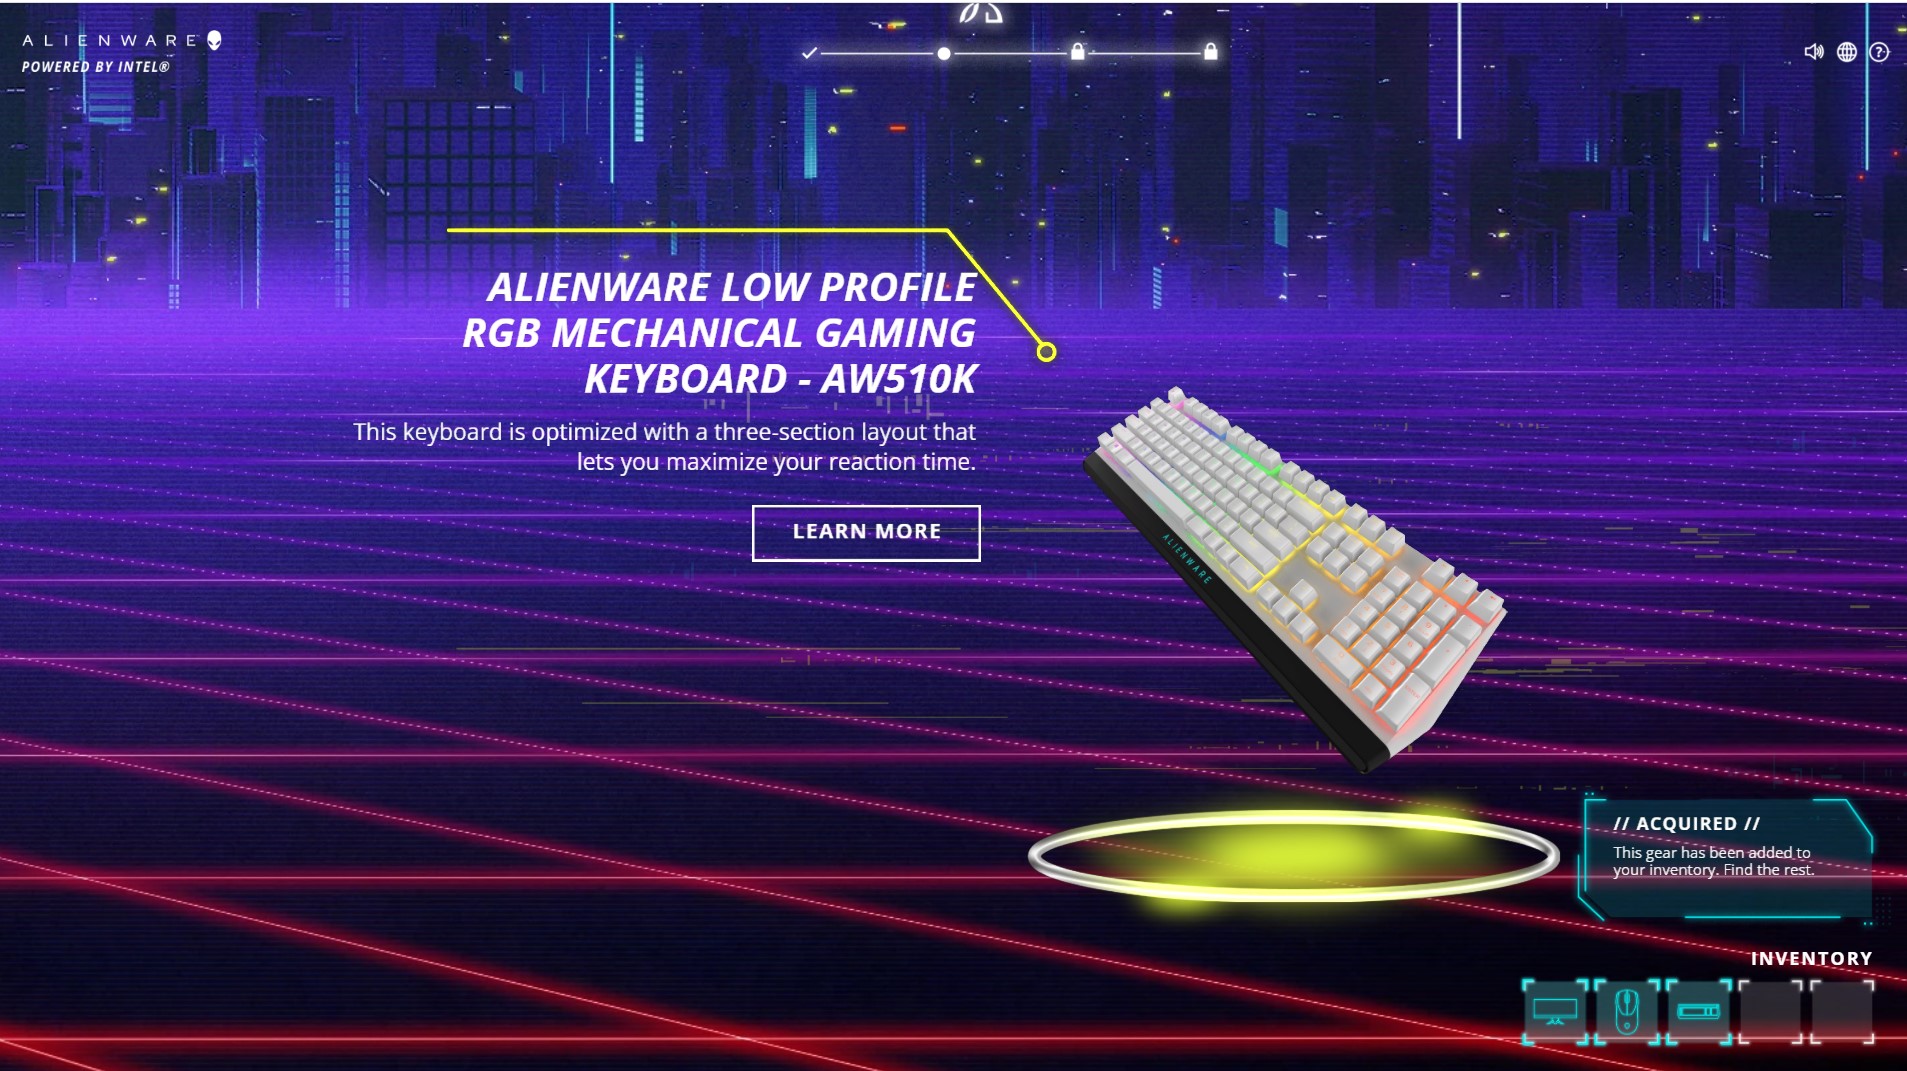 ALIENWARE
POWERED BY INTEL®
ALIENWARE LOW PROFILE
RGB MECHANICAL GAMING
KEYBOARD - AW510K
This keyboard is optimized with a three-section layout that
lets you maximize your reaction time.
LEARN MORE
ALIENWARE
// ACQUIRED //
This gear has been added to
your inventory. Find the rest.
INVENTORY